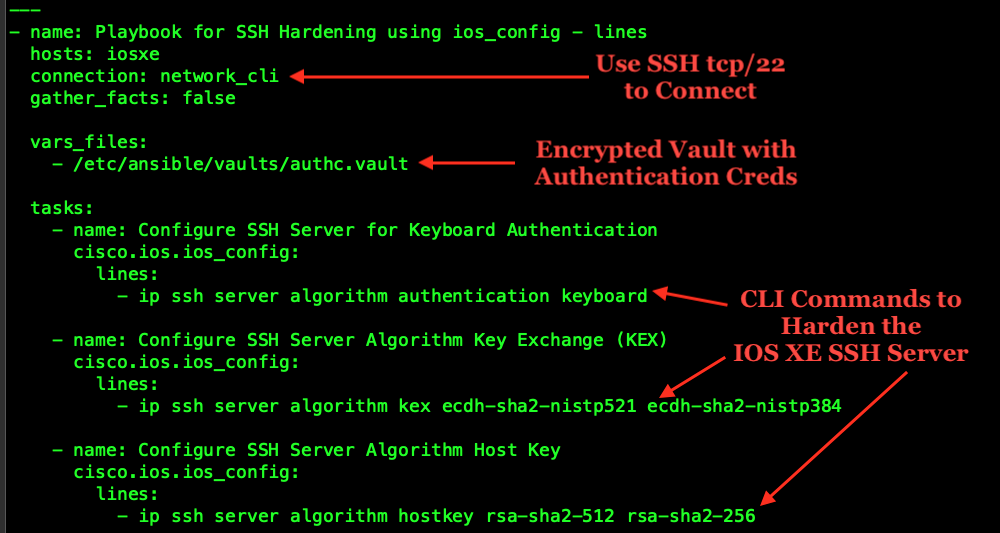 ---
- name: Playbook for SSH Hardening using ios_config - lines
  hosts: iosxe
  connection: network_cli
  gather_facts: false
Use SSH tcp/22
to Connect
  vars_files:
    - /etc/ansible/vaults/authc.vault
Encrypted Vault with
Authentication Creds
  tasks:
    - name: Configure SSH Server for Keyboard Authentication
      cisco.ios.ios_config:
        lines:
          - ip ssh server algorithm authentication keyboard
CLI Commands to
Harden the
IOS XE SSH Server
    - name: Configure SSH Server Algorithm Key Exchange (KEX)
      cisco.ios.ios_config:
        lines:
          - ip ssh server algorithm kex ecdh-sha2-nistp521 ecdh-sha2-nistp384
    - name: Configure SSH Server Algorithm Host Key
      cisco.ios.ios_config:
        lines:
          - ip ssh server algorithm hostkey rsa-sha2-512 rsa-sha2-256